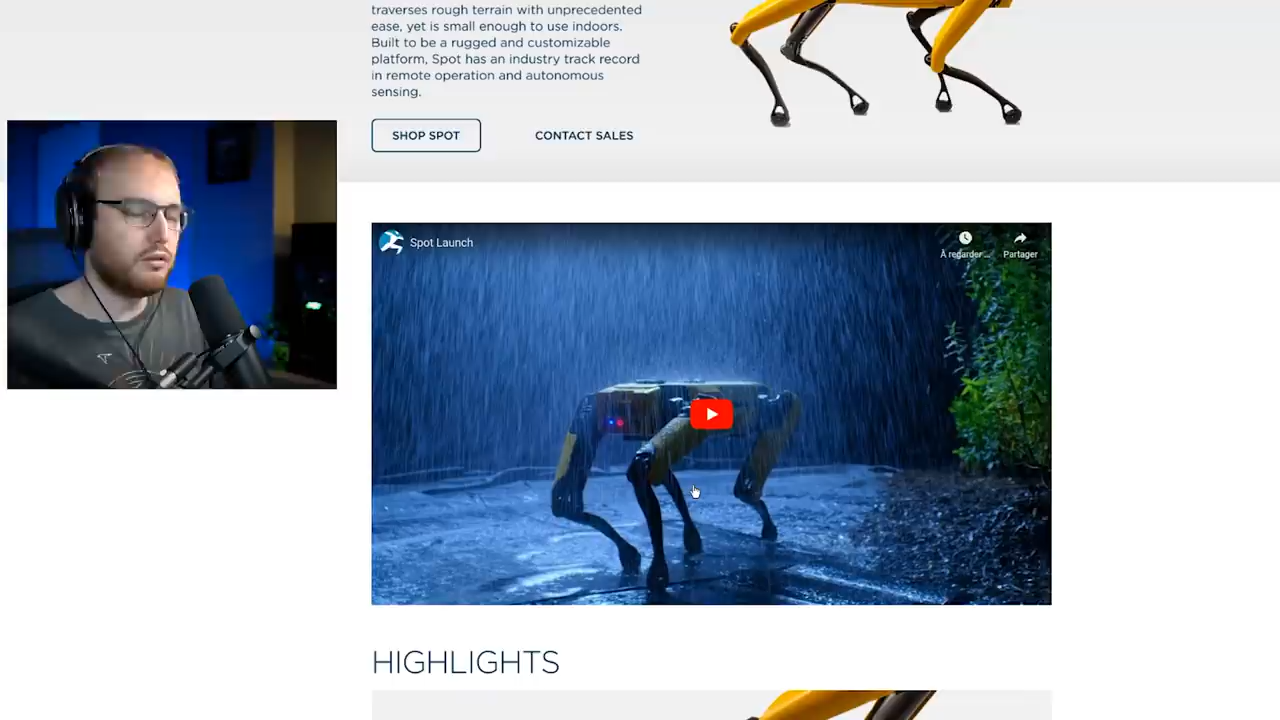 traverses rough terrain with unprecedented
ease, yet is small enough to use indoors.
Built to be a rugged and customizable
platform, Spot has an industry track record
in remote operation and autonomous
sensing.
SHOP SPOT
CONTACT SALES
Spot Launch
À regarder ...
Partager
HIGHLIGHTS